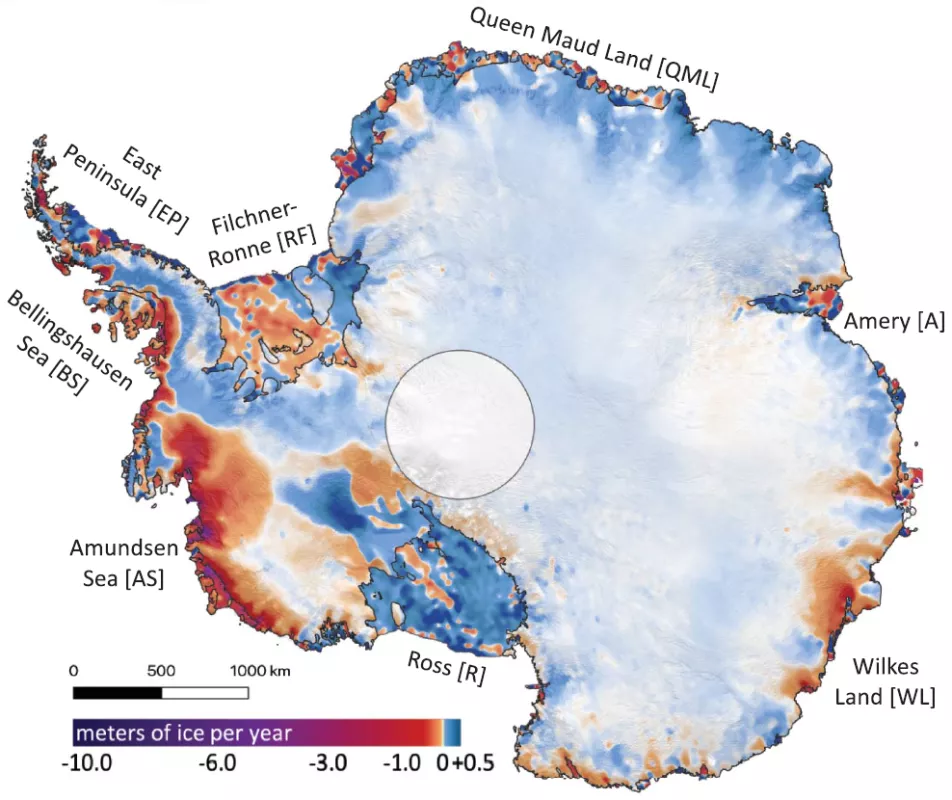 Queen Maud Land [QML]
East
Peninsula [EP]
Filchner-
Ronne [RF]
Bellingshausen
Sea [BS]
Amery [A]
Amundsen
Sea [AS]
Ross [R]
Wilkes
Land [WL]
0 500 1000 km
meters of ice per year
-10.0 -6.0 -3.0 -1.0 0 +0.5